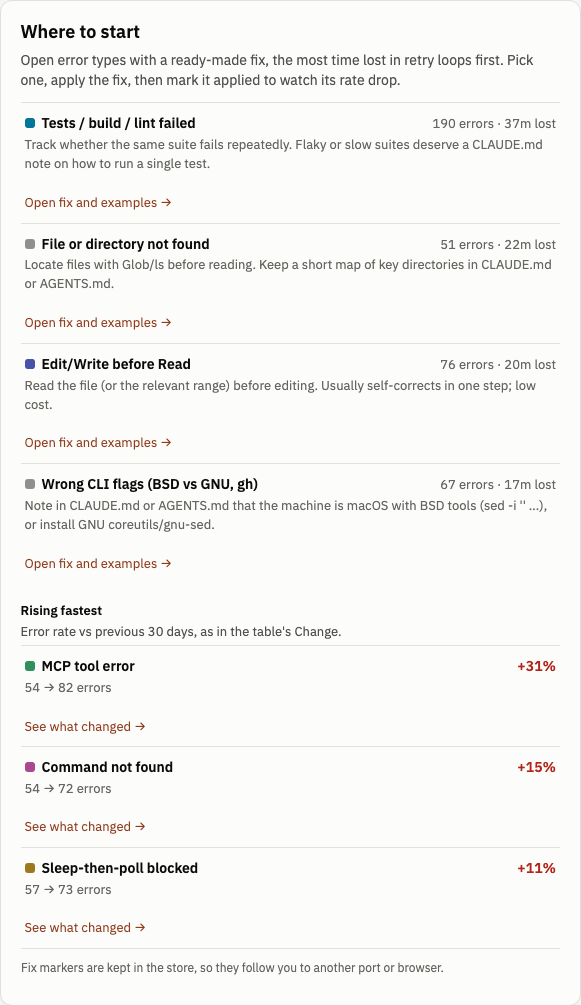 Where to start
Open error types with a ready-made fix, the most time lost in retry loops first. Pick
one, apply the fix, then mark it applied to watch its rate drop.
Tests / build / lint failed 190 errors · 37m lost
Track whether the same suite fails repeatedly. Flaky or slow suites deserve a CLAUDE.md
note on how to run a single test.
Open fix and examples →
File or directory not found 51 errors · 22m lost
Locate files with Glob/ls before reading. Keep a short map of key directories in CLAUDE.md
or AGENTS.md.
Open fix and examples →
Edit/Write before Read 76 errors · 20m lost
Read the file (or the relevant range) before editing. Usually self-corrects in one step; low
cost.
Open fix and examples →
Wrong CLI flags (BSD vs GNU, gh) 67 errors · 17m lost
Note in CLAUDE.md or AGENTS.md that the machine is macOS with BSD tools (sed -i '' …),
or install GNU coreutils/gnu-sed.
Open fix and examples →
Rising fastest
Error rate vs previous 30 days, as in the table's Change.
MCP tool error +31%
54 → 82 errors
See what changed →
Command not found +15%
54 → 72 errors
See what changed →
Sleep-then-poll blocked +11%
57 → 73 errors
See what changed →
Fix markers are kept in the store, so they follow you to another port or browser.